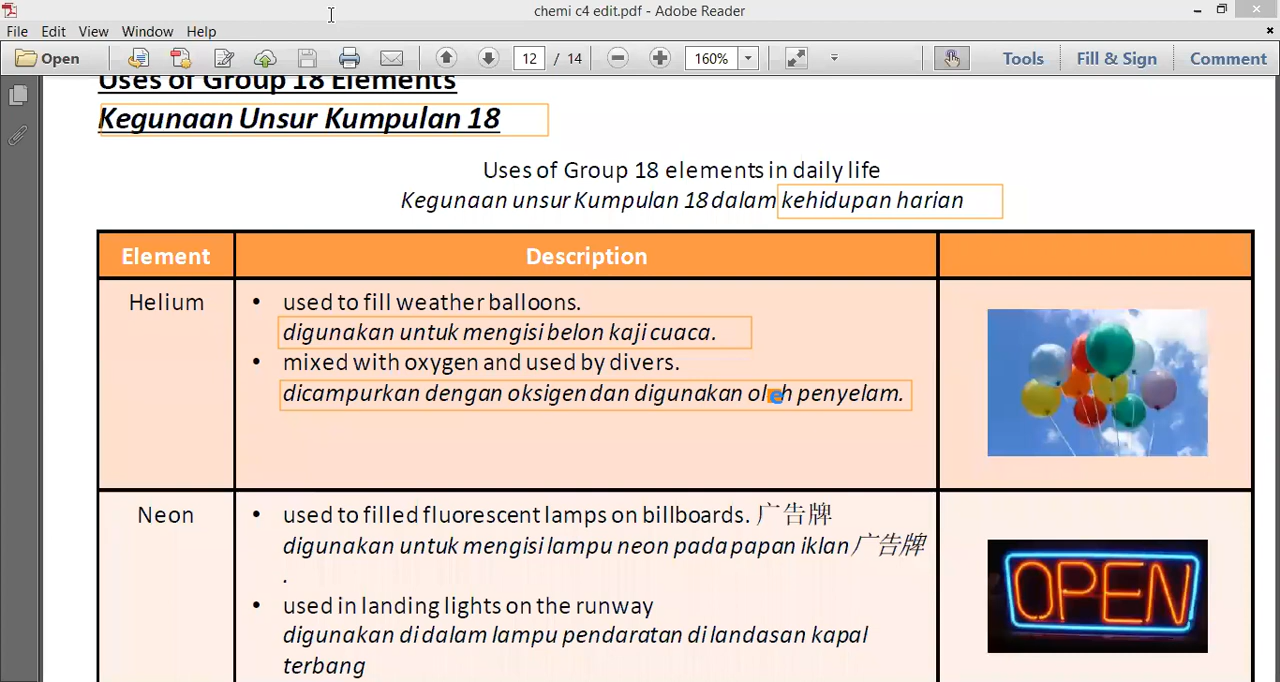 chemi c4 edit.pdf - Adobe Reader
File Edit View Window Help
Open 12 / 14 160% Tools Fill & Sign Comment
Uses of Group 18 Elements
Kegunaan Unsur Kumpulan 18
Uses of Group 18 elements in daily life
Kegunaan unsur Kumpulan 18 dalam kehidupan harian
Element Description
Helium • used to fill weather balloons.
digunakan untuk mengisi belon kaji cuaca.
• mixed with oxygen and used by divers.
dicampurkan dengan oksigen dan digunakan oleh penyelam.
Neon • used to filled fluorescent lamps on billboards. 广告牌
digunakan untuk mengisi lampu neon pada papan iklan 广告牌
.
OPEN
• used in landing lights on the runway
digunakan di dalam lampu pendaratan di landasan kapal
terbang